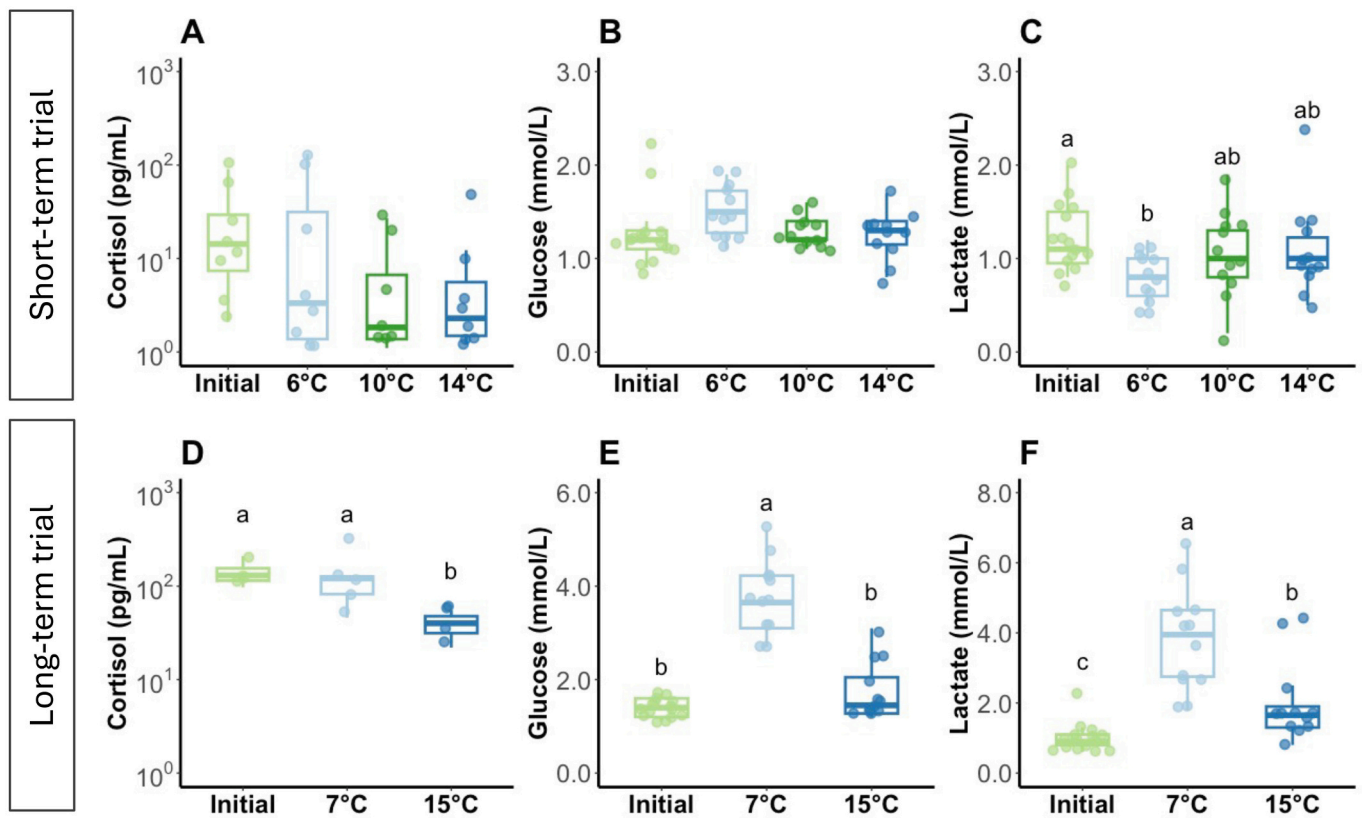 Short-term trial
A
Cortisol (pg/mL)
10³
10²
10¹
10⁰
Initial 6°C 10°C 14°C
B
Glucose (mmol/L)
3.0
2.0
1.0
0.0
Initial 6°C 10°C 14°C
C
Lactate (mmol/L)
3.0
2.0
1.0
0.0
a b ab ab
Initial 6°C 10°C 14°C
Long-term trial
D
Cortisol (pg/mL)
10³
10²
10¹
10⁰
a a b
Initial 7°C 15°C
E
Glucose (mmol/L)
6.0
4.0
2.0
0.0
b a b
Initial 7°C 15°C
F
Lactate (mmol/L)
8.0
6.0
4.0
2.0
0.0
c a b
Initial 7°C 15°C